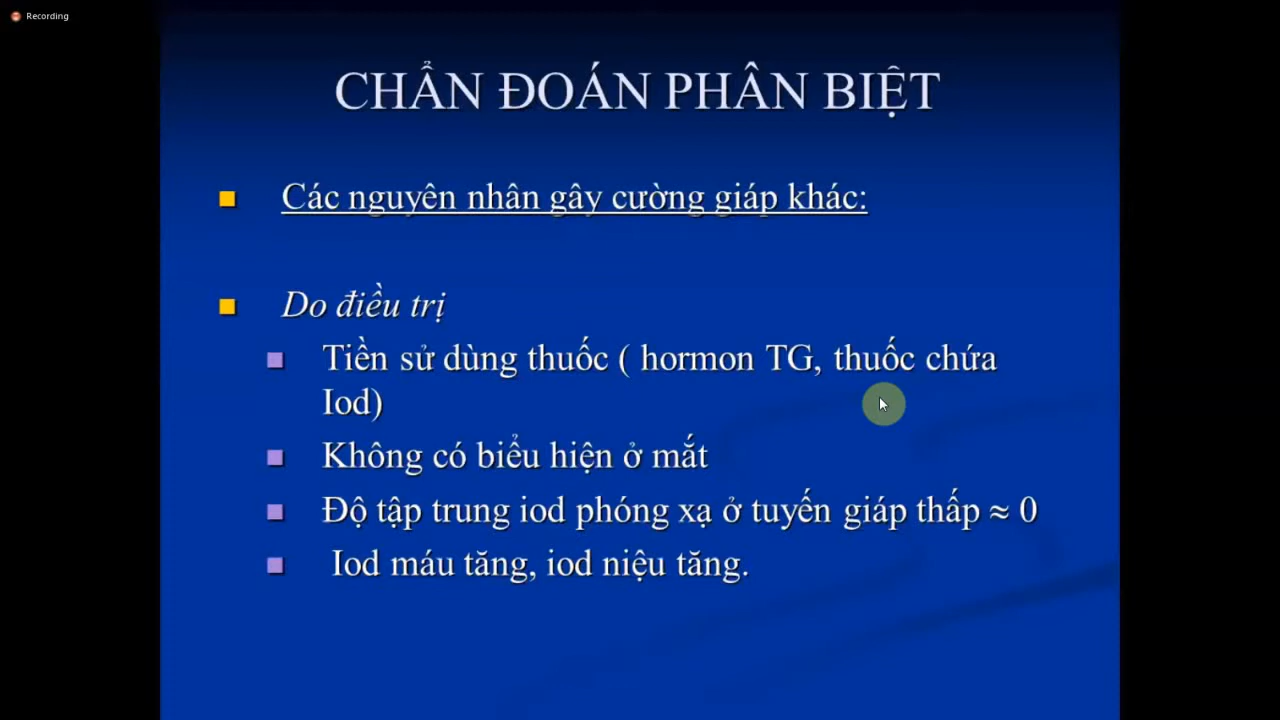 Recording
CHẨN ĐOÁN PHÂN BIỆT
Các nguyên nhân gây cường giáp khác:
Do điều trị
Tiền sử dùng thuốc ( hormon TG, thuốc chứa
Iod)
Không có biểu hiện ở mắt
Độ tập trung iod phóng xạ ở tuyến giáp thấp ≈ 0
Iod máu tăng, iod niệu tăng.